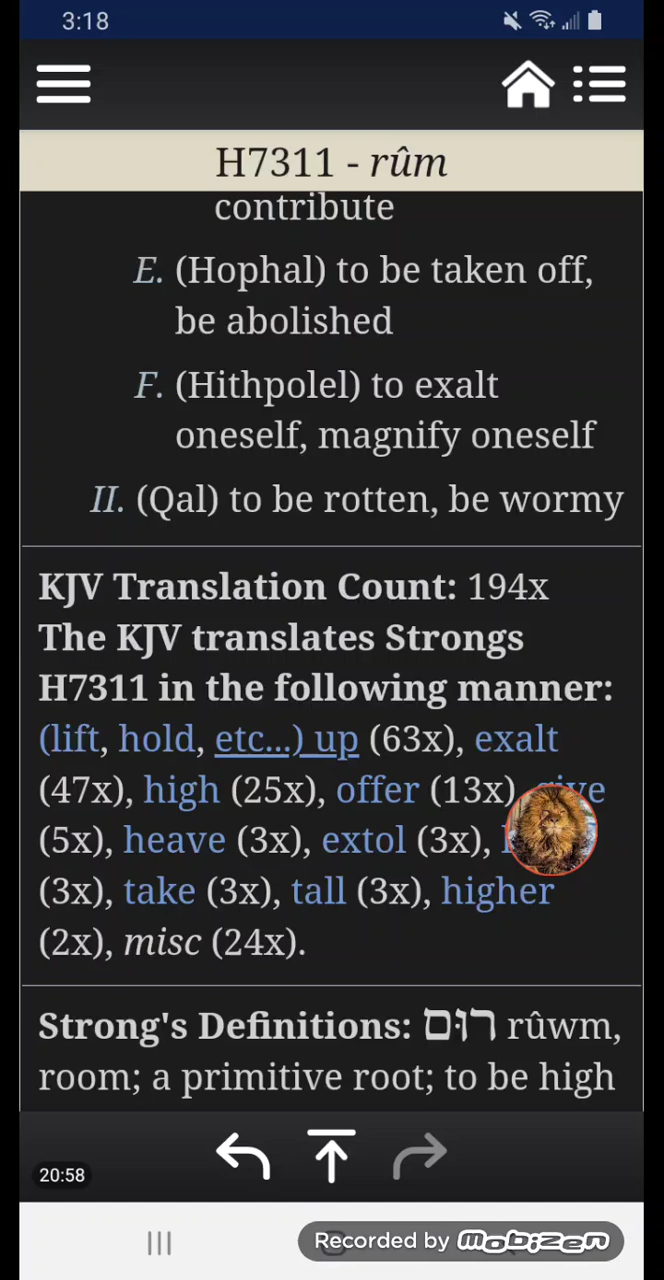 3:18
H7311 - rûm
contribute
E. (Hophal) to be taken off,
be abolished
F. (Hithpolel) to exalt
oneself, magnify oneself
II. (Qal) to be rotten, be wormy
KJV Translation Count: 194x
The KJV translates Strongs
H7311 in the following manner:
(lift, hold, etc...) up (63x), exalt
(47x), high (25x), offer (13x), give
(5x), heave (3x), extol (3x),
(3x), take (3x), tall (3x), higher
(2x), misc (24x).
Strong's Definitions: רוּם rûwm,
room; a primitive root; to be high
20:58
Recorded by mobizen